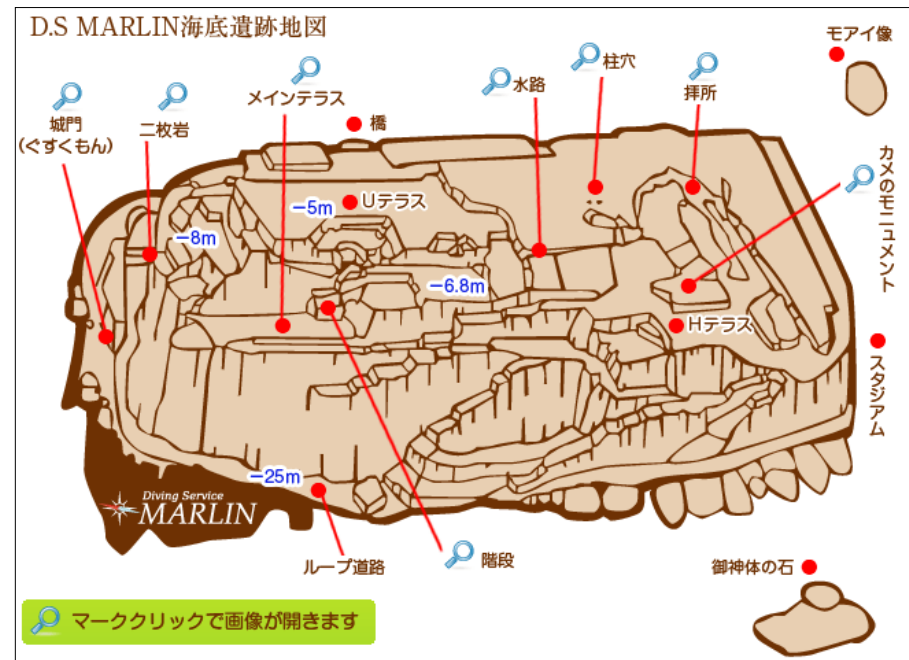 D.S MARLIN海底遺跡地図
モアイ像
城門
(ぐすくもん)
二枚岩
メインテラス
橋
水路
柱穴
拝所
カメのモニュメント
−5m
Uテラス
−8m
−6.8m
Hテラス
スタジアム
−25m
Diving Service
MARLIN
ループ道路
階段
御神体の石
マーククリックで画像が開きます